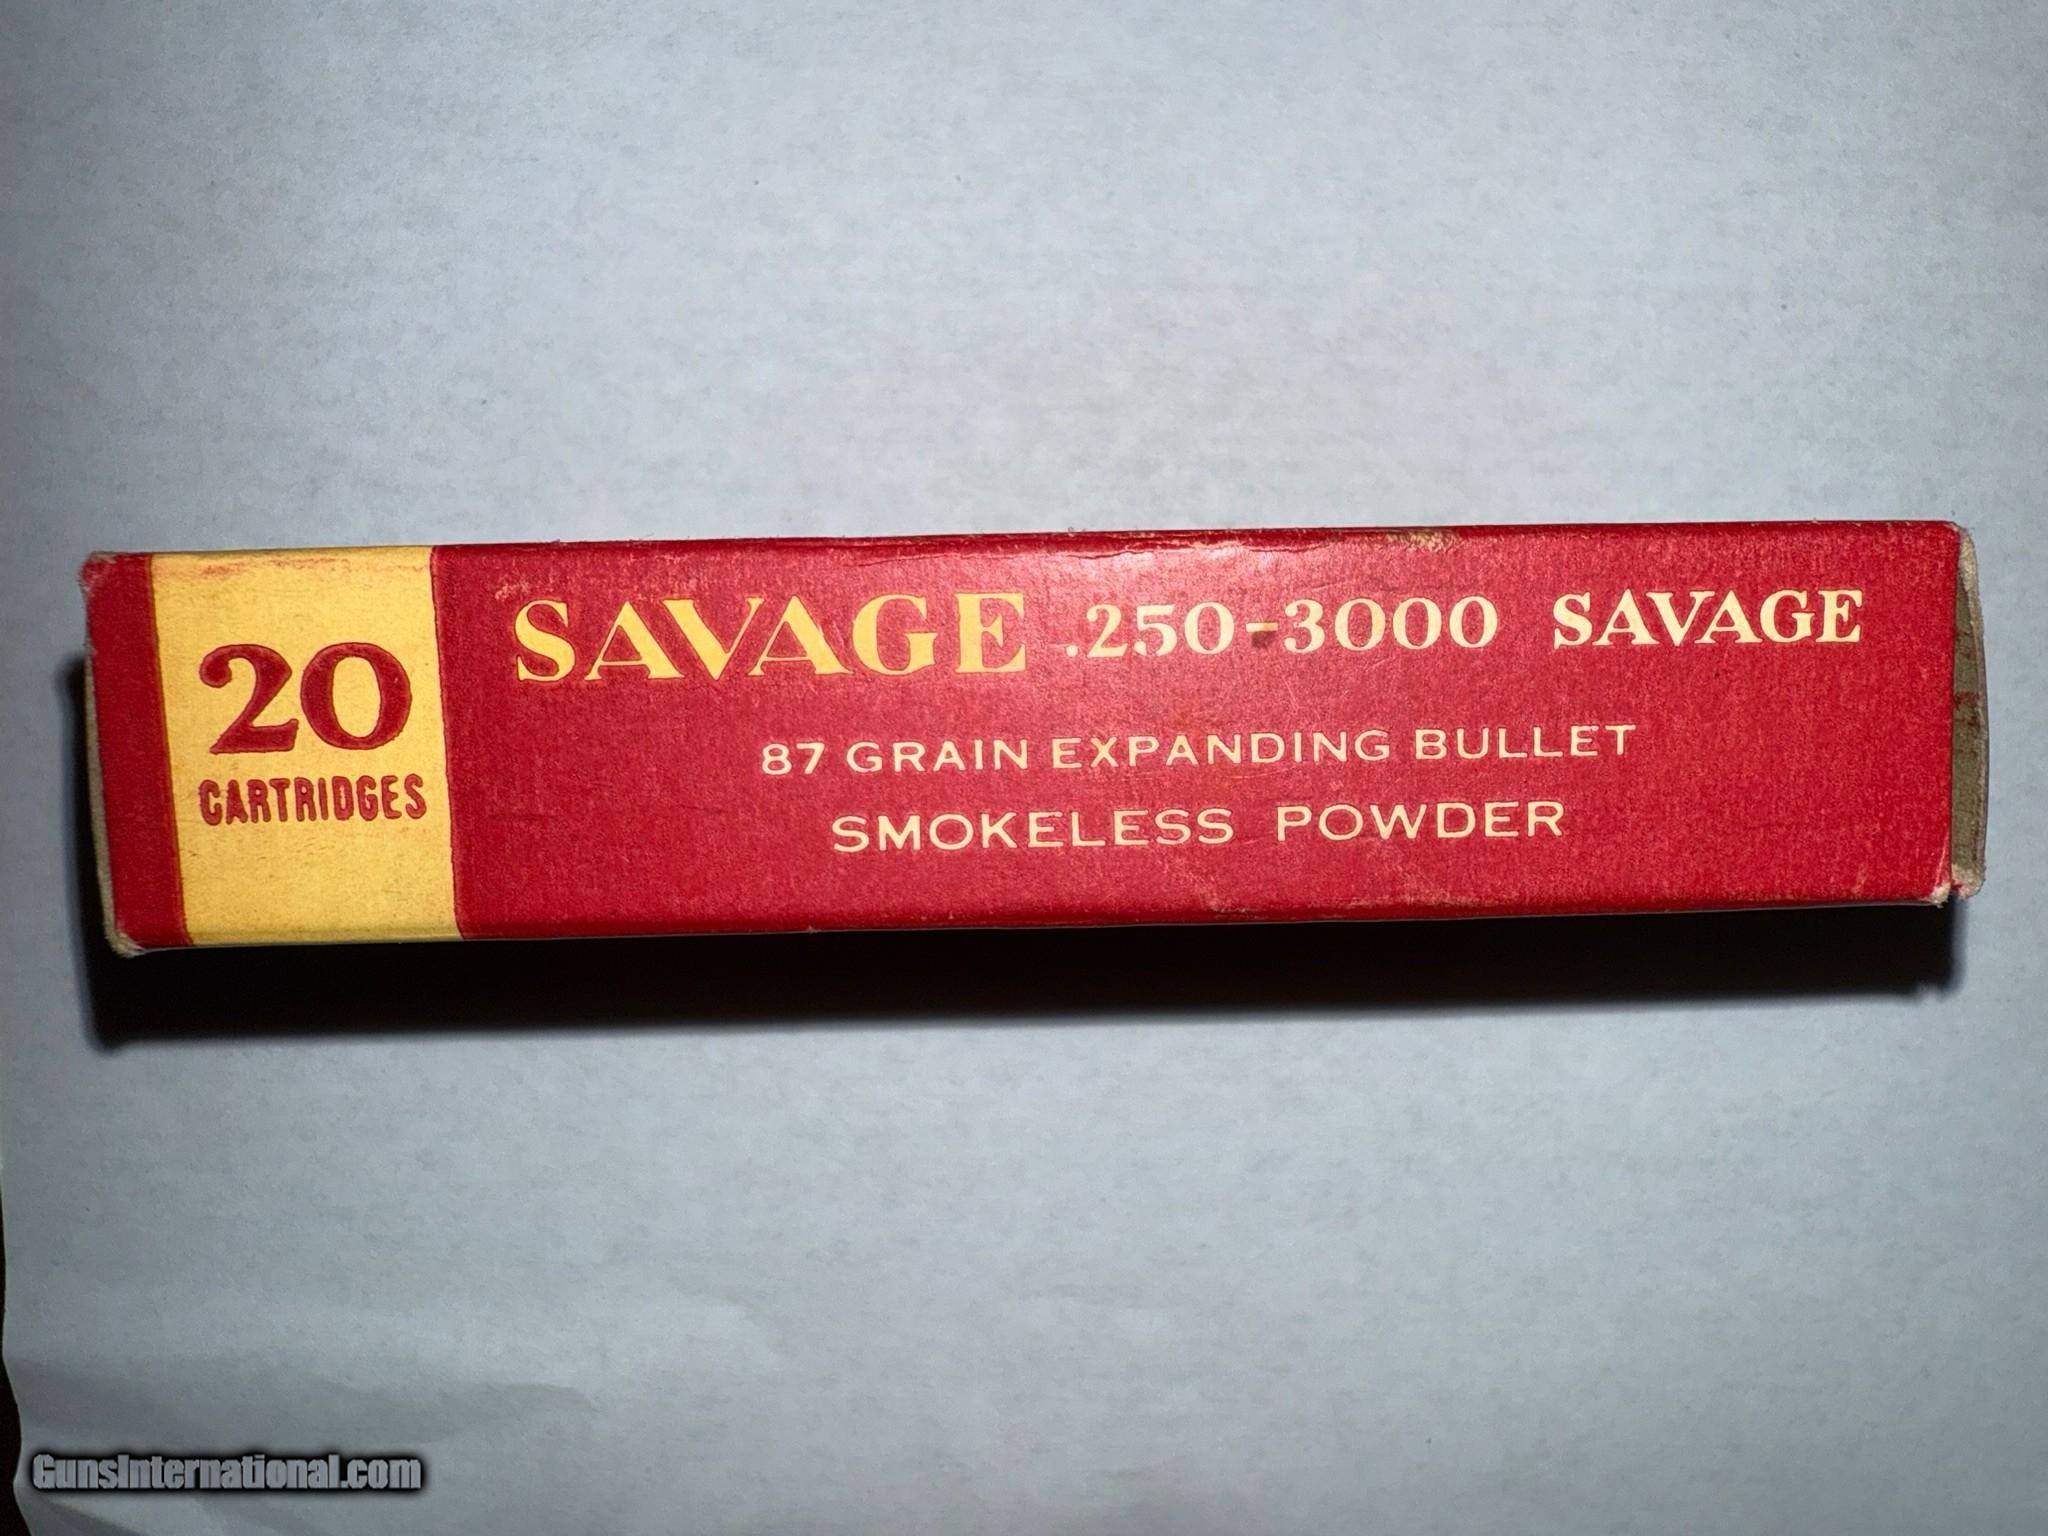 20
CARTRIDGES
SAVAGE .250-3000 SAVAGE
87 GRAIN EXPANDING BULLET
SMOKELESS POWDER
GunsInternational.com